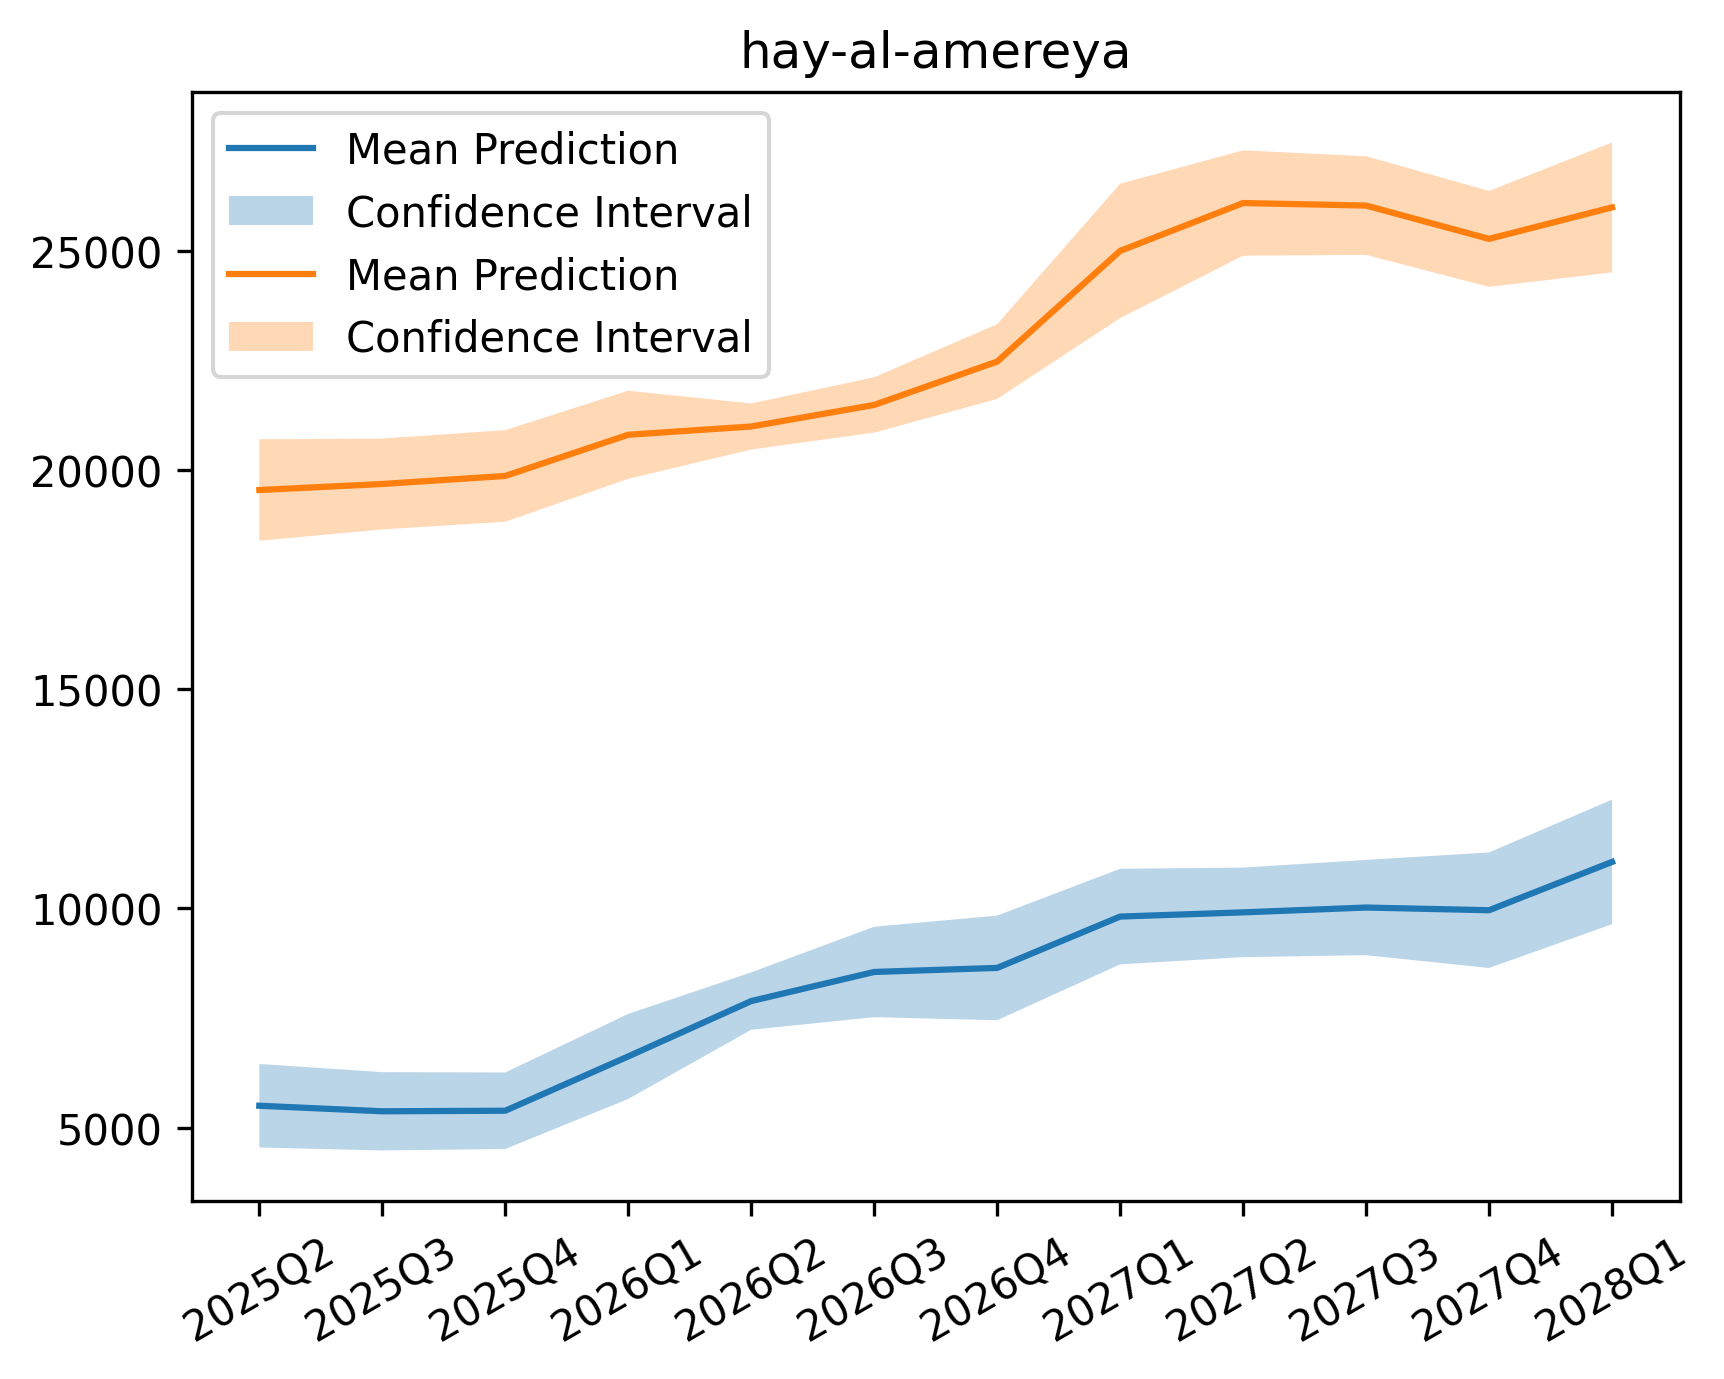 hay-al-amereya
Mean Prediction
Confidence Interval
Mean Prediction
Confidence Interval
25000
20000
15000
10000
5000
2025Q2
2025Q3
2025Q4
2026Q1
2026Q2
2026Q3
2026Q4
2027Q1
2027Q2
2027Q3
2027Q4
2028Q1